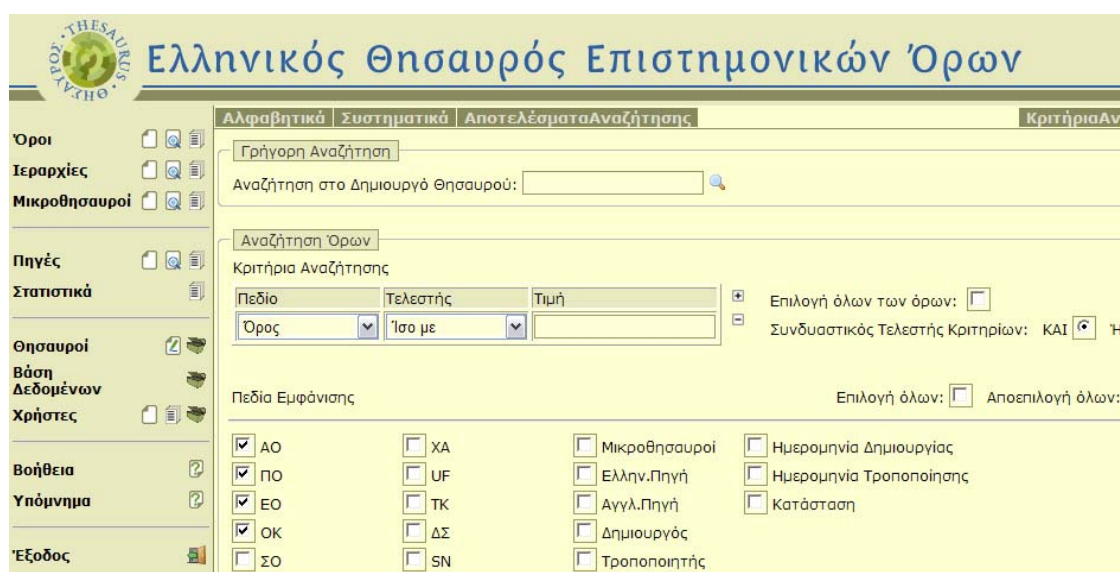 THESAURUS · ΘΗΣΑΥΡΟΣ ·
Ελληνικός Θησαυρός Επιστημονικών Όρων
Αλφαβητικά Συστηματικά ΑποτελέσματαΑναζήτησης ΚριτήριαΑν
Όροι
Ιεραρχίες
Μικροθησαυροί
Πηγές
Στατιστικά
Θησαυροί
Βάση
Δεδομένων
Χρήστες
Βοήθεια
Υπόμνημα
Έξοδος
Γρήγορη Αναζήτηση
Αναζήτηση στο Δημιουργό Θησαυρού:
Αναζήτηση Όρων
Κριτήρια Αναζήτησης
Πεδίο Τελεστής Τιμή
Όρος Ίσο με
Επιλογή όλων των όρων:
Συνδυαστικός Τελεστής Κριτηρίων: ΚΑΙ Ή
Πεδία Εμφάνισης Επιλογή όλων: Αποεπιλογή όλων:
ΑΟ ΧΑ Μικροθησαυροί Ημερομηνία Δημιουργίας
ΠΟ UF Ελλην.Πηγή Ημερομηνία Τροποποίησης
ΕΟ ΤΚ Αγγλ.Πηγή Κατάσταση
ΟΚ ΔΣ Δημιουργός
ΣΟ SN Τροποποιητής